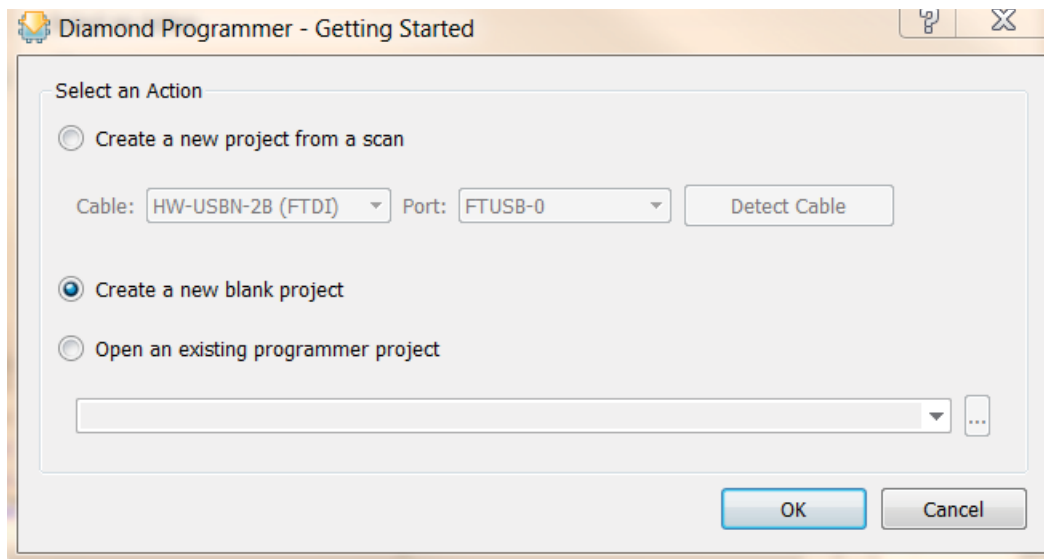 Diamond Programmer - Getting Started
Select an Action
Create a new project from a scan
Cable: HW-USBN-2B (FTDI) Port: FTUSB-0 Detect Cable
Create a new blank project
Open an existing programmer project
...
OK Cancel